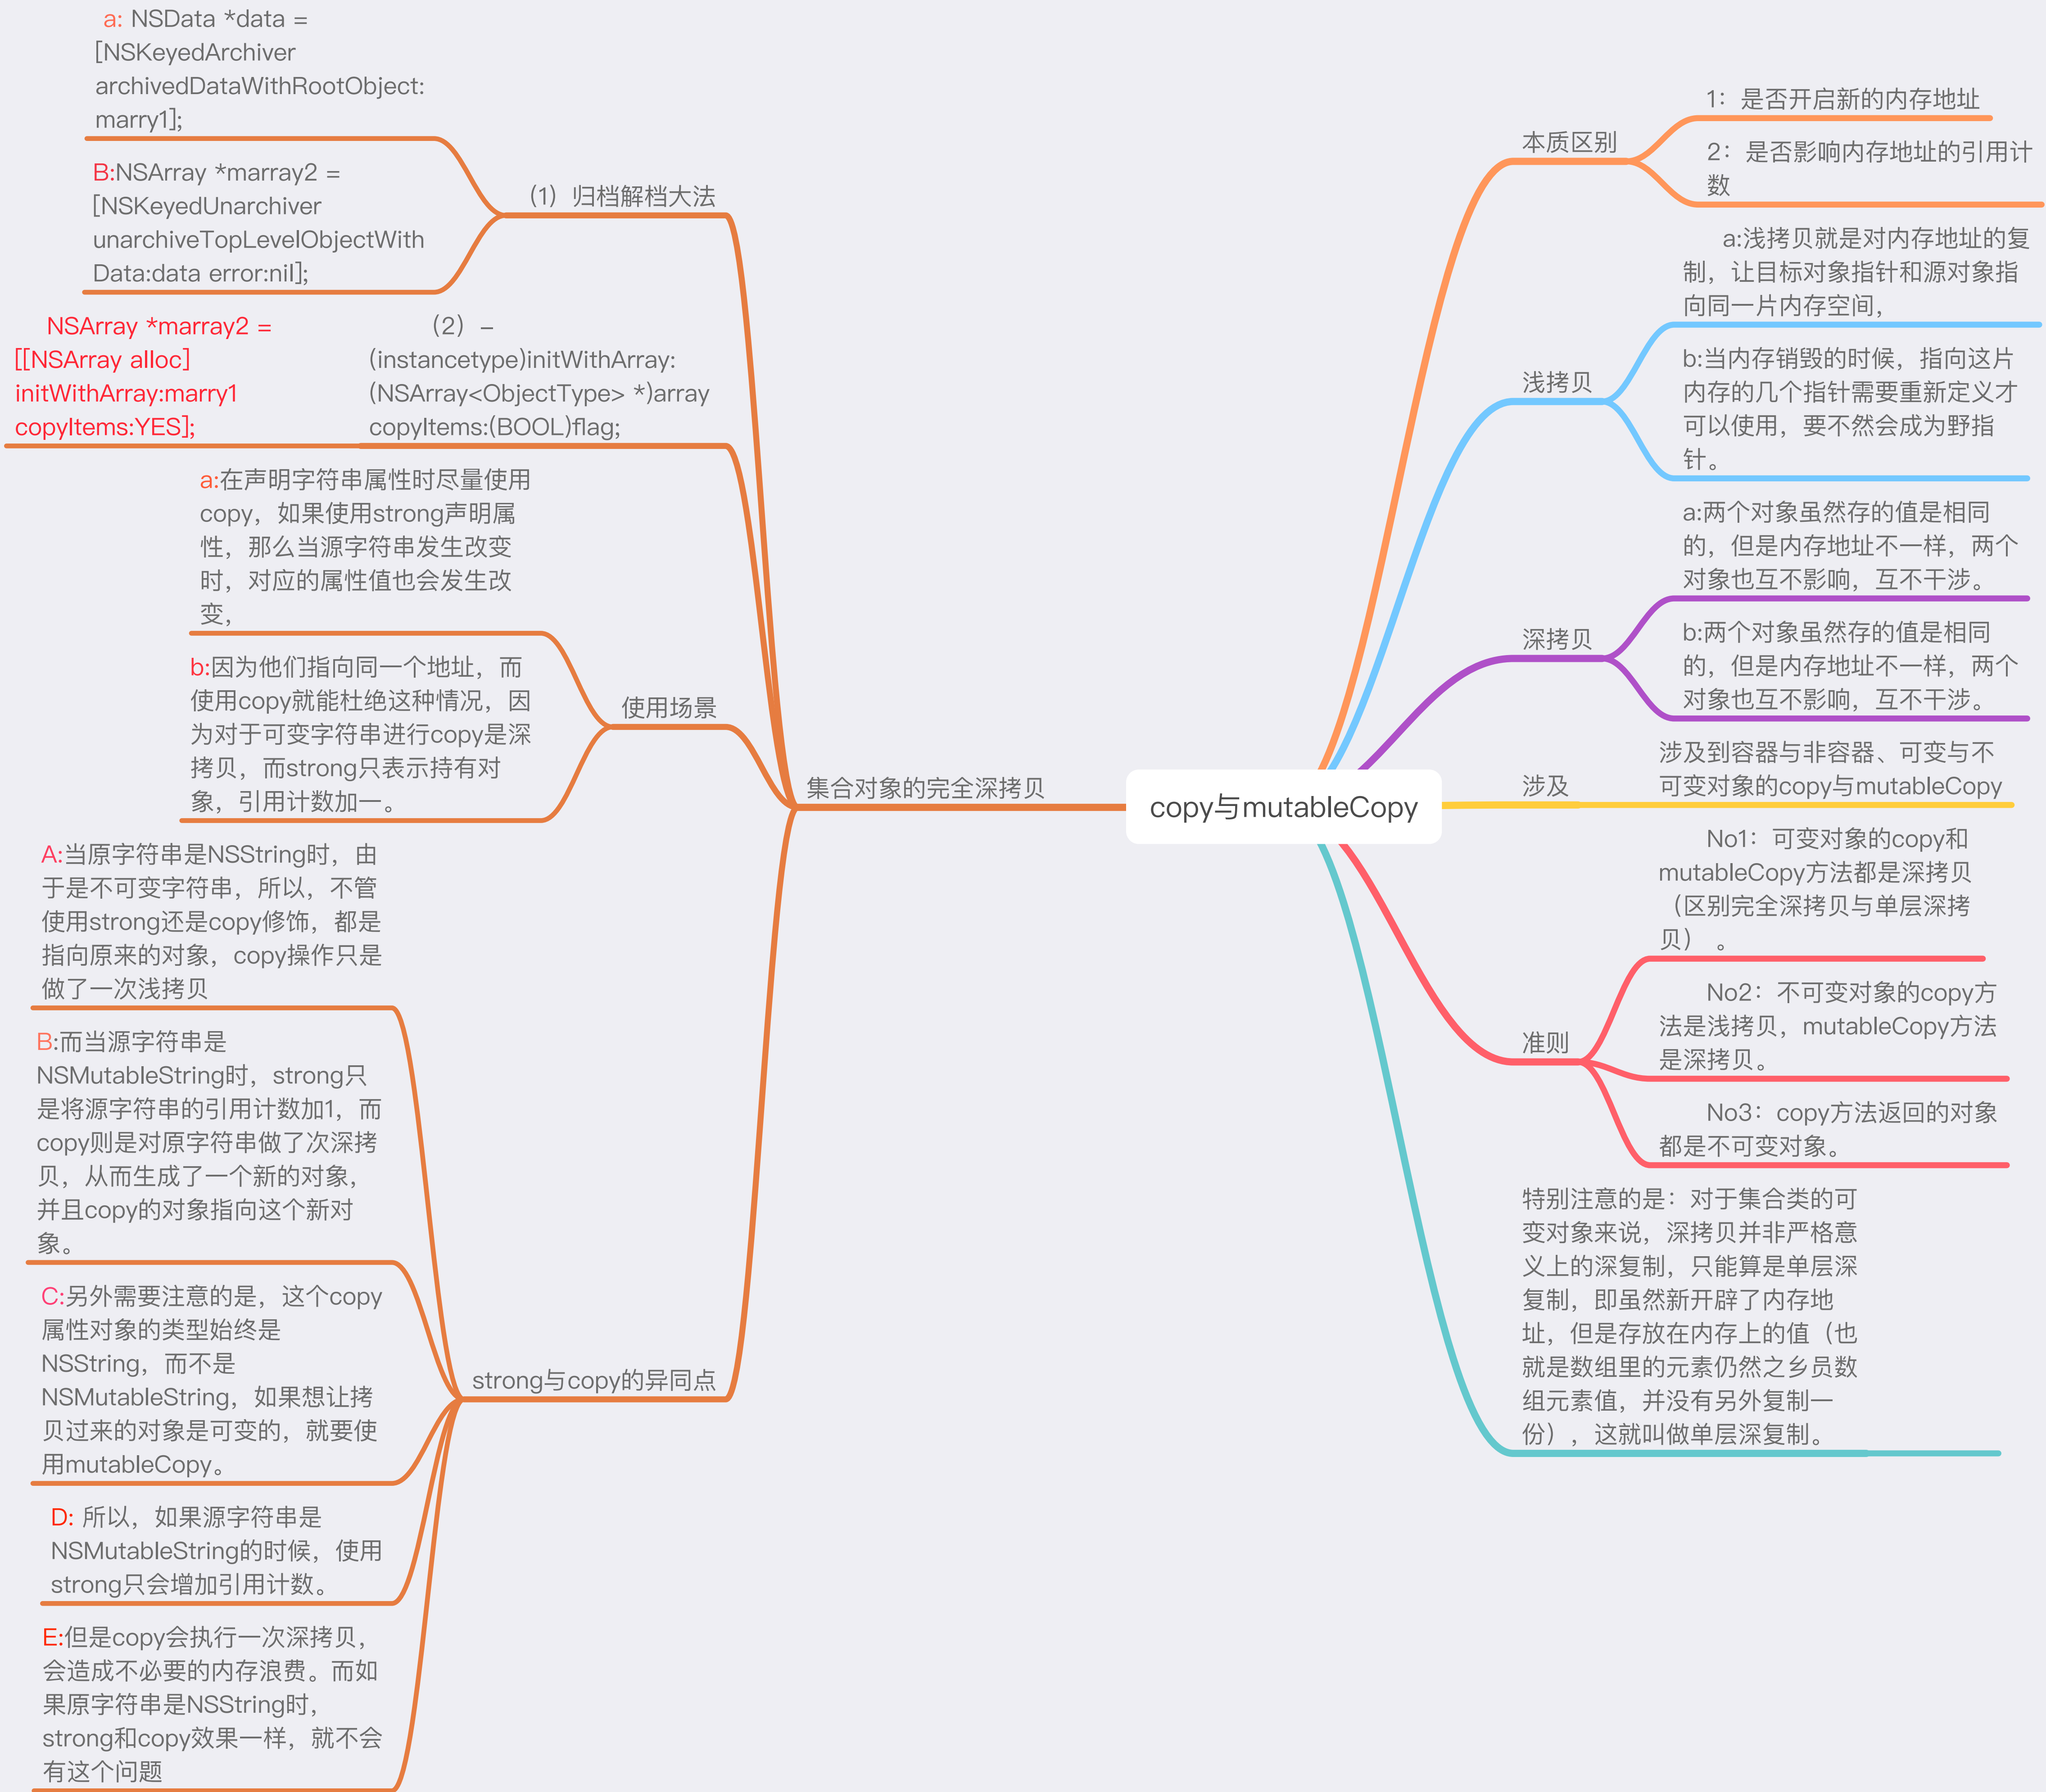 copy与mutableCopy
本质区别
1：是否开启新的内存地址
2：是否影响内存地址的引用计
数
浅拷贝
a:浅拷贝就是对内存地址的复
制，让目标对象指针和源对象指
向同一片内存空间，
b:当内存销毁的时候，指向这片
内存的几个指针需要重新定义才
可以使用，要不然会成为野指
针。
深拷贝
a:两个对象虽然存的值是相同
的，但是内存地址不一样，两个
对象也互不影响，互不干涉。
b:两个对象虽然存的值是相同
的，但是内存地址不一样，两个
对象也互不影响，互不干涉。
涉及
涉及到容器与非容器、可变与不
可变对象的copy与mutableCopy
准则
No1：可变对象的copy和
mutableCopy方法都是深拷贝
（区别完全深拷贝与单层深拷
贝） 。
No2：不可变对象的copy方
法是浅拷贝，mutableCopy方法
是深拷贝。
No3：copy方法返回的对象
都是不可变对象。
特别注意的是：对于集合类的可
变对象来说，深拷贝并非严格意
义上的深复制，只能算是单层深
复制，即虽然新开辟了内存地
址，但是存放在内存上的值（也
就是数组里的元素仍然之乡员数
组元素值，并没有另外复制一
份），这就叫做单层深复制。
集合对象的完全深拷贝
（1）归档解档大法
a: NSData *data =
[NSKeyedArchiver
archivedDataWithRootObject:
marry1];
B:NSArray *marray2 =
[NSKeyedUnarchiver
unarchiveTopLevelObjectWith
Data:data error:nil];
（2）-
(instancetype)initWithArray:
(NSArray<ObjectType> *)array
copyItems:(BOOL)flag;
NSArray *marray2 =
[[NSArray alloc]
initWithArray:marry1
copyItems:YES];
使用场景
a:在声明字符串属性时尽量使用
copy，如果使用strong声明属
性，那么当源字符串发生改变
时，对应的属性值也会发生改
变，
b:因为他们指向同一个地址，而
使用copy就能杜绝这种情况，因
为对于可变字符串进行copy是深
拷贝，而strong只表示持有对
象，引用计数加一。
strong与copy的异同点
A:当原字符串是NSString时，由
于是不可变字符串，所以，不管
使用strong还是copy修饰，都是
指向原来的对象，copy操作只是
做了一次浅拷贝
B:而当源字符串是
NSMutableString时，strong只
是将源字符串的引用计数加1，而
copy则是对原字符串做了次深拷
贝，从而生成了一个新的对象，
并且copy的对象指向这个新对
象。
C:另外需要注意的是，这个copy
属性对象的类型始终是
NSString，而不是
NSMutableString，如果想让拷
贝过来的对象是可变的，就要使
用mutableCopy。
D: 所以，如果源字符串是
NSMutableString的时候，使用
strong只会增加引用计数。
E:但是copy会执行一次深拷贝，
会造成不必要的内存浪费。而如
果原字符串是NSString时，
strong和copy效果一样，就不会
有这个问题